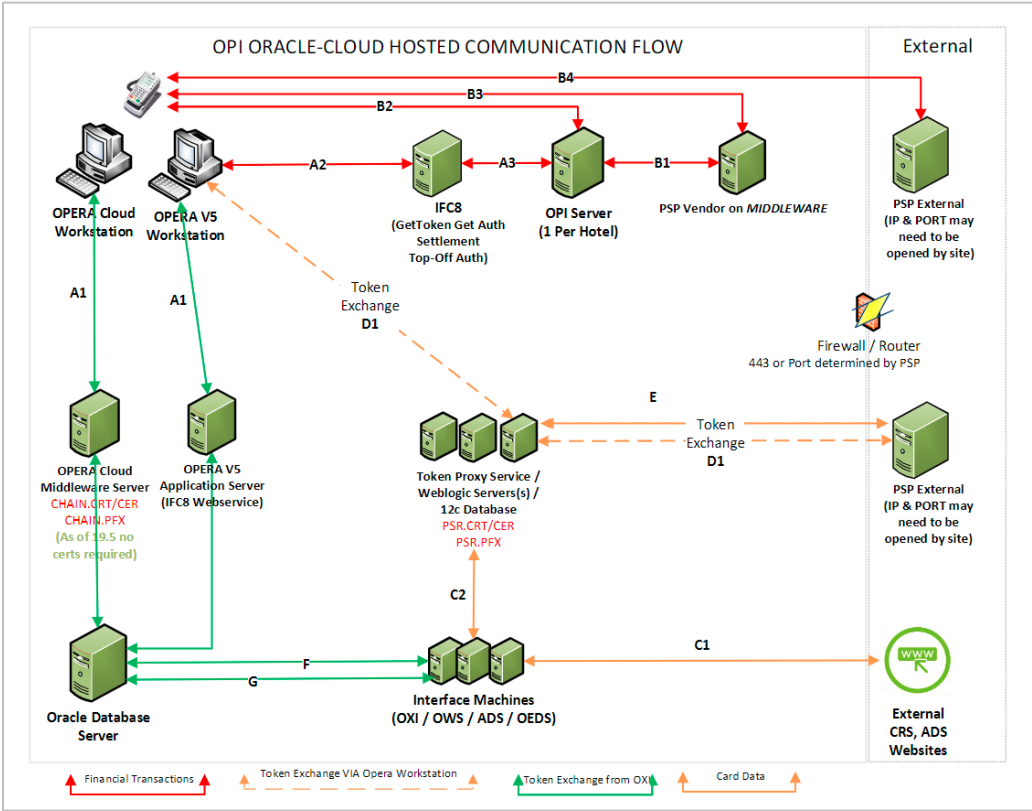 OPI ORACLE-CLOUD HOSTED COMMUNICATION FLOW
External
B4
B3
B2
A2
A3
B1
OPERA Cloud
Workstation
OPERA V5
Workstation
IFC8
(GetToken Get Auth
Settlement
Top-Off Auth)
OPI Server
(1 Per Hotel)
PSP Vendor on MIDDLEWARE
PSP External
(IP & PORT may
need to be
opened by site)
A1
A1
Token
Exchange
D1
Firewall / Router
443 or Port determined by PSP
E
Token
Exchange
D1
OPERA Cloud
Middleware Server
CHAIN.CRT/CER
CHAIN.PFX
(As of 19.5 no
certs required)
OPERA V5
Application Server
(IFC8 Webservice)
Token Proxy Service /
Weblogic Servers(s) /
12c Database
PSR.CRT/CER
PSR.PFX
PSP External
(IP & PORT may
need to be
opened by site)
C2
C1
F
G
WWW
Oracle Database
Server
Interface Machines
(OXI / OWS / ADS / OEDS)
External
CRS, ADS
Websites
Financial Transactions
Token Exchange VIA Opera Workstation
Token Exchange from OXI
Card Data